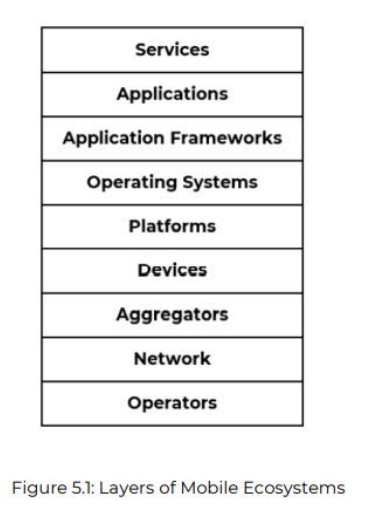 Services
Applications
Application Frameworks
Operating Systems
Platforms
Devices
Aggregators
Network
Operators
Figure 5.1: Layers of Mobile Ecosystems